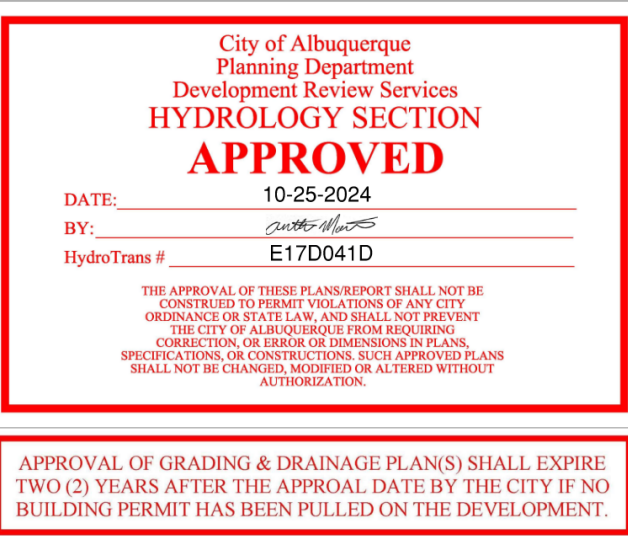 City of Albuquerque
Planning Department
Development Review Services
HYDROLOGY SECTION
APPROVED
DATE: 10-25-2024
BY:
HydroTrans # E17D041D
THE APPROVAL OF THESE PLANS/REPORT SHALL NOT BE
CONSTRUED TO PERMIT VIOLATIONS OF ANY CITY
ORDINANCE OR STATE LAW, AND SHALL NOT PREVENT
THE CITY OF ALBUQUERQUE FROM REQUIRING
CORRECTION, OR ERROR OR DIMENSIONS IN PLANS,
SPECIFICATIONS, OR CONSTRUCTIONS. SUCH APPROVED PLANS
SHALL NOT BE CHANGED, MODIFIED OR ALTERED WITHOUT
AUTHORIZATION.
APPROVAL OF GRADING & DRAINAGE PLAN(S) SHALL EXPIRE
TWO (2) YEARS AFTER THE APPROAL DATE BY THE CITY IF NO
BUILDING PERMIT HAS BEEN PULLED ON THE DEVELOPMENT.